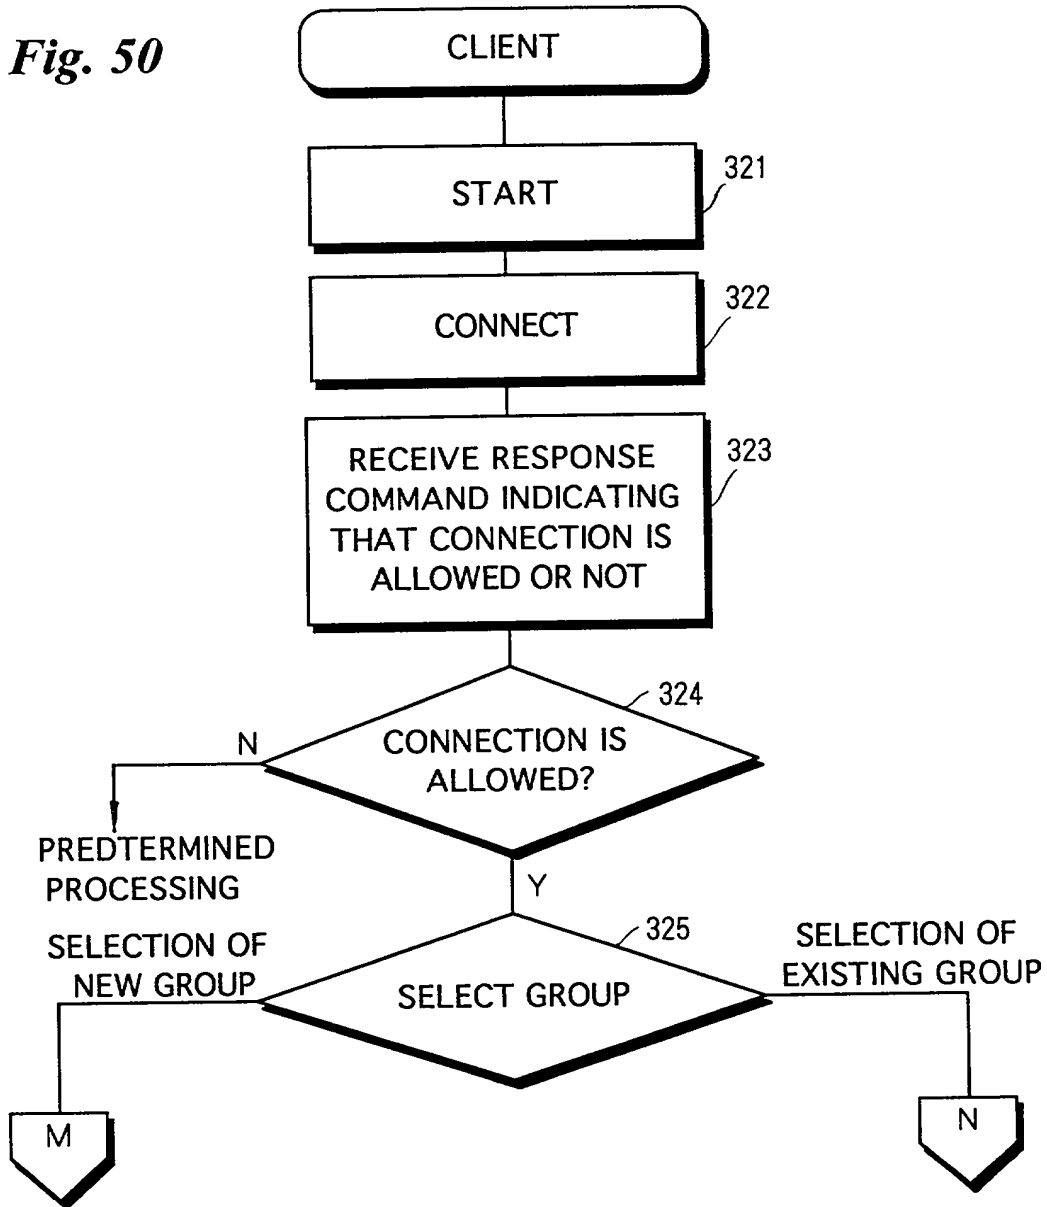 Fig. 50
CLIENT
START
321
CONNECT
322
RECEIVE RESPONSE
COMMAND INDICATING
THAT CONNECTION IS
ALLOWED OR NOT
323
324
CONNECTION IS
ALLOWED?
N
PREDTERMINED
PROCESSING
Y
325
SELECT GROUP
SELECTION OF
NEW GROUP
SELECTION OF
EXISTING GROUP
M
N